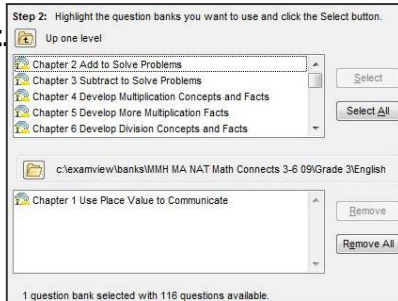 Step 2: Highlight the question banks you want to use and click the Select button.
Up one level
Chapter 2 Add to Solve Problems
Chapter 3 Subtract to Solve Problems
Chapter 4 Develop Multiplication Concepts and Facts
Chapter 5 Develop More Multiplication Facts
Chapter 6 Develop Division Concepts and Facts
Select
Select All
c:\examview\banks\MMH MA NAT Math Connects 3-6 09\Grade 3\English
Chapter 1 Use Place Value to Communicate
Remove
Remove All
1 question bank selected with 116 questions available.